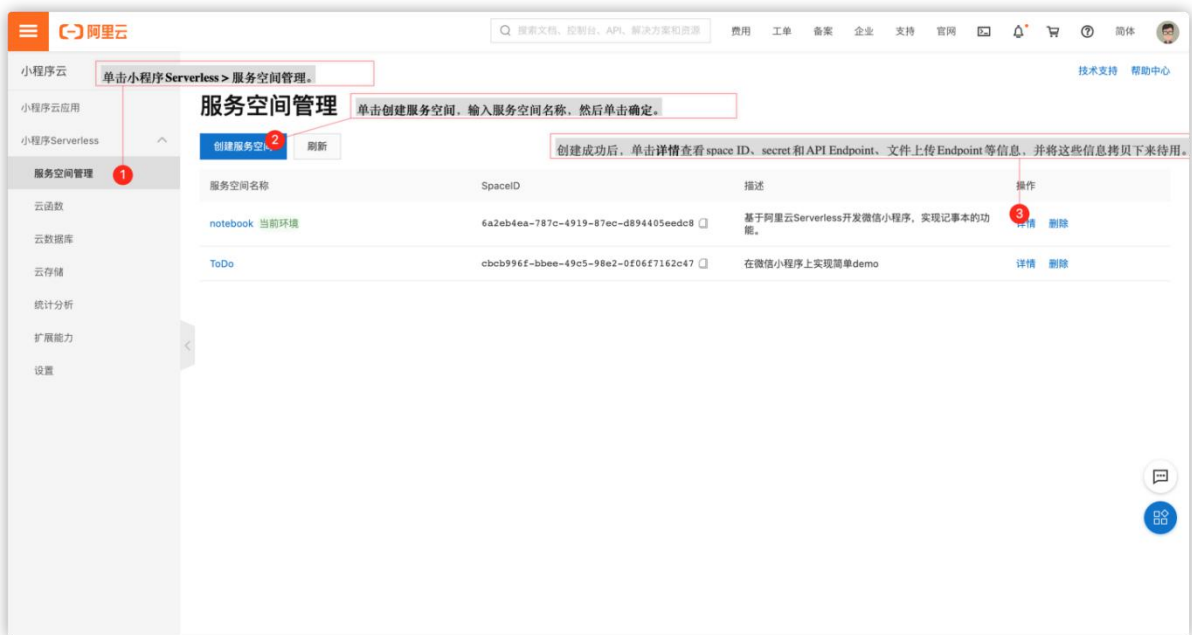 阿里云
搜索文档、控制台、API、解决方案和资源
费用 工单 备案 企业 支持 官网 简体
小程序云
单击小程序Serverless > 服务空间管理。
技术支持 帮助中心
小程序云应用
服务空间管理
单击创建服务空间，输入服务空间名称，然后单击确定。
小程序Serverless
创建服务空间 2 刷新
创建成功后，单击详情查看space ID、secret和API Endpoint、文件上传Endpoint等信息，并将这些信息拷贝下来待用。
服务空间管理 1
服务空间名称 SpaceID 描述 操作
云函数
notebook 当前环境 6a2eb4ea-787c-4919-87ec-d894405eedc8 基于阿里云Serverless开发微信小程序，实现记事本的功能。 3 详情 删除
云数据库
ToDo cbcb996f-bbee-49c5-98e2-0f06f7162c47 在微信小程序上实现简单demo 详情 删除
云存储
统计分析
扩展能力
设置